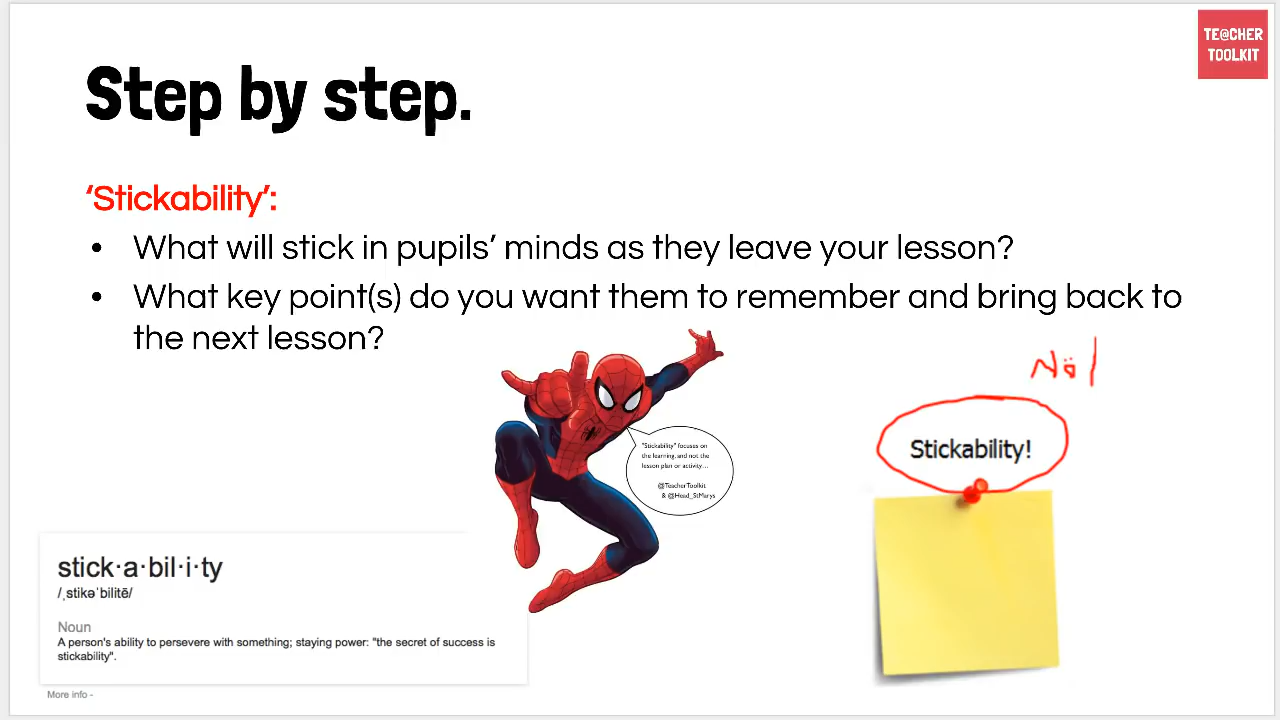 TE@CHER
TOOLKIT
Step by step.
‘Stickability’:
• What will stick in pupils’ minds as they leave your lesson?
• What key point(s) do you want them to remember and bring back to
the next lesson?
"Stickability" focuses on
the learning, and not the
lesson plan or activity…
@TeacherToolkit
& @Head_StMarys
Stickability!
stick·a·bil·i·ty
/ˌstikəˈbilitē/
Noun
A person's ability to persevere with something; staying power: "the secret of success is
stickability".
More info -